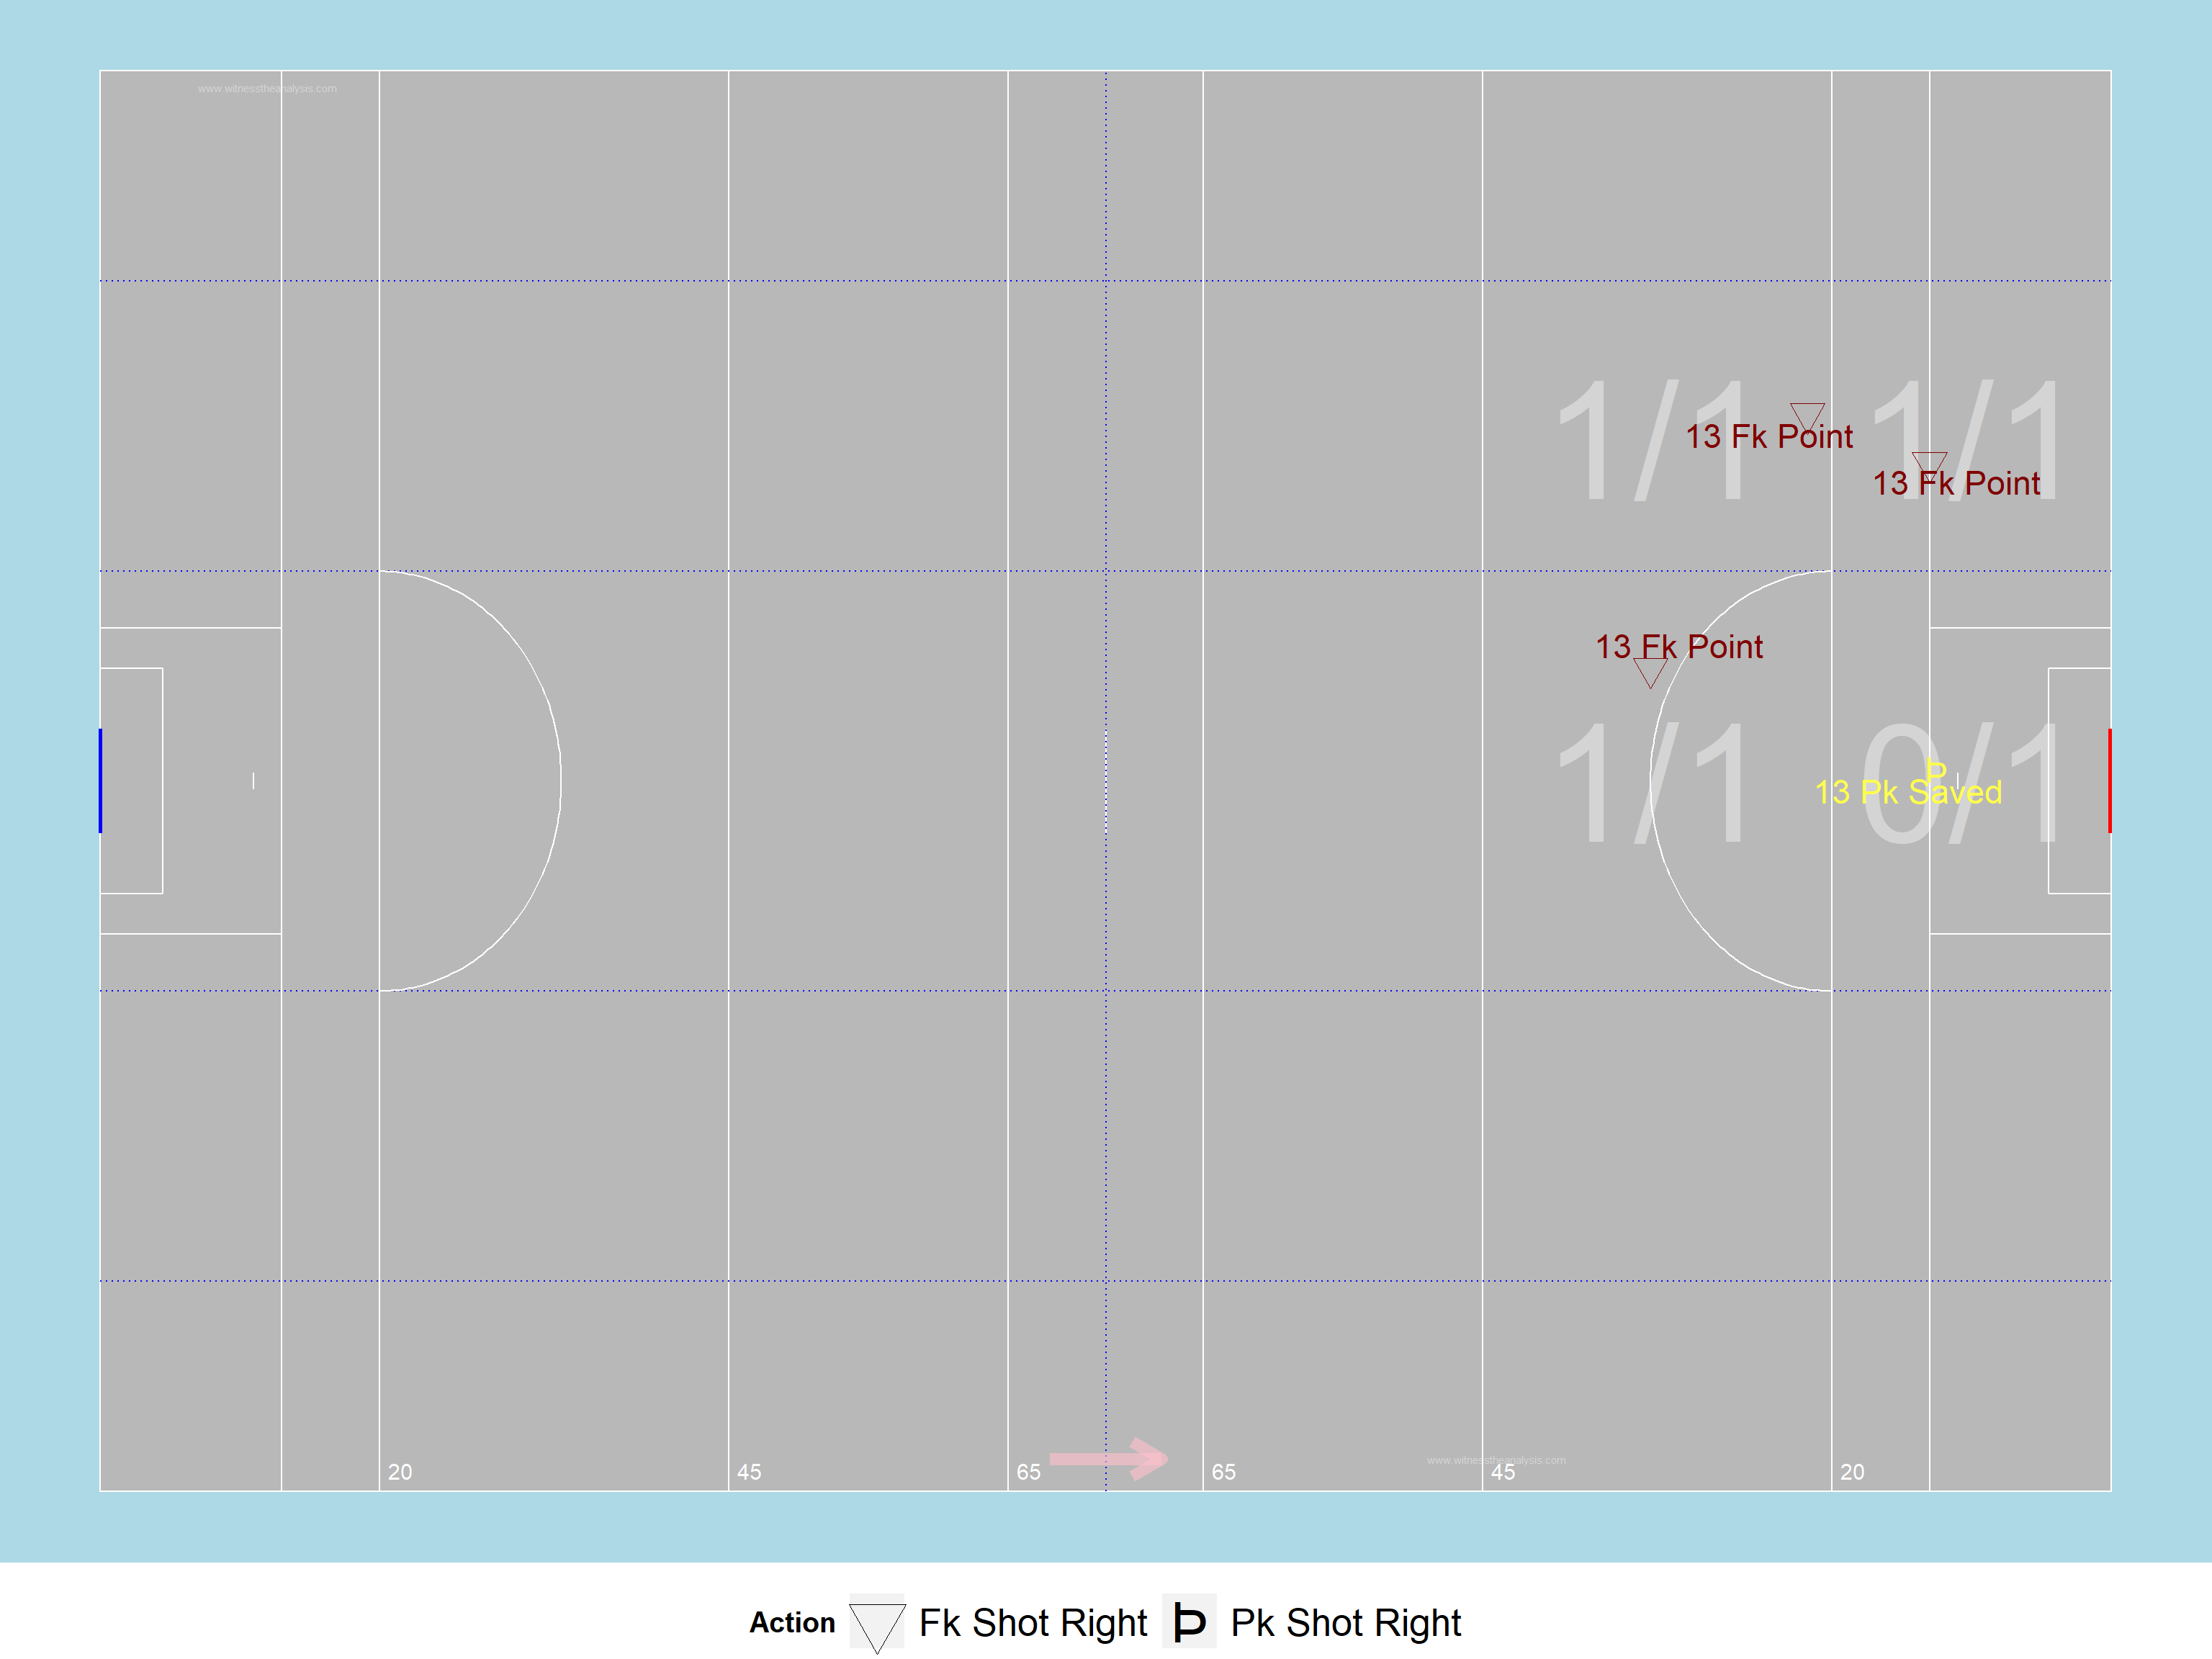 www.witnesstheanalysis.com
1/1 1/1
13 Fk Point
13 Fk Point
13 Fk Point
1/1 0/1
Þ
13 Pk Saved
www.witnesstheanalysis.com
20 45 65 65 45 20
Action Fk Shot Right Þ Pk Shot Right